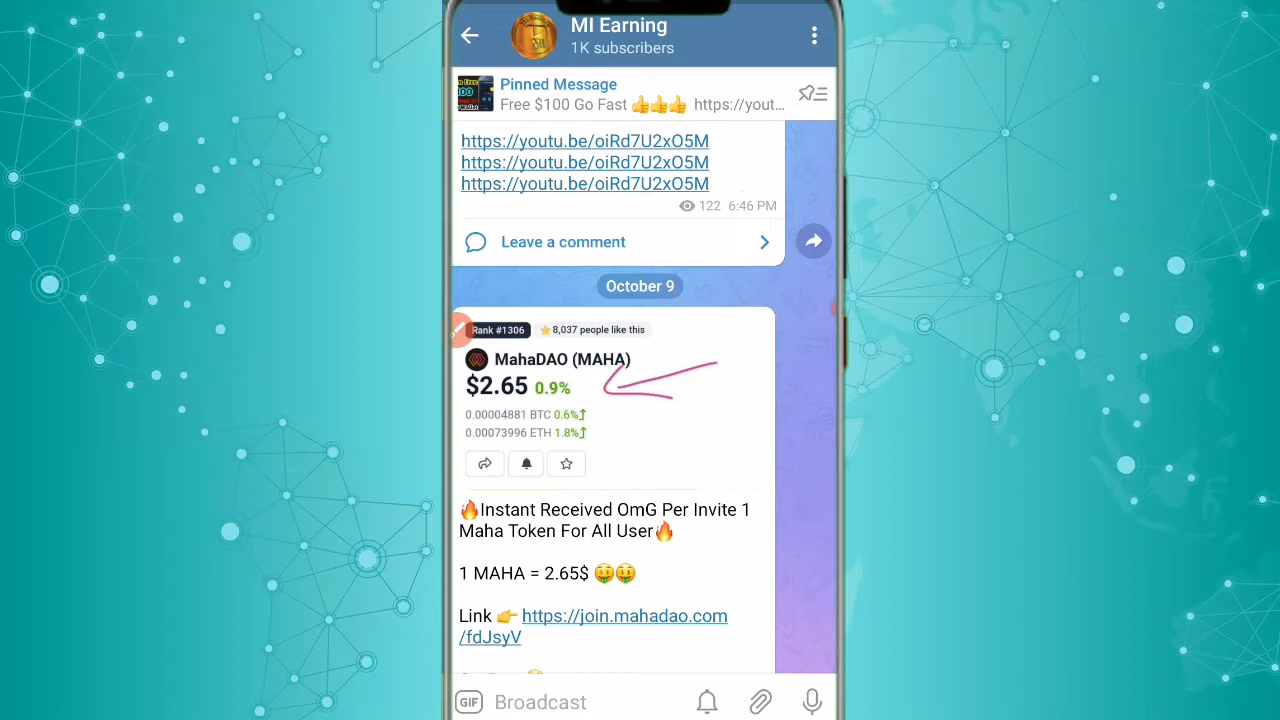 MI Earning
1K subscribers
Pinned Message
Free $100 Go Fast 👍👍👍 https://yout...
https://youtu.be/oiRd7U2xO5M
https://youtu.be/oiRd7U2xO5M
https://youtu.be/oiRd7U2xO5M
122 6:46 PM
Leave a comment
October 9
Rank #1306 ⭐8,037 people like this
MahaDAO (MAHA)
$2.65 0.9%
0.00004881 BTC 0.6%
0.00073996 ETH 1.8%
🔥Instant Received OmG Per Invite 1
Maha Token For All User🔥
1 MAHA = 2.65$ 🤑🤑
Link 👉 https://join.mahadao.com
/fdJsyV
GIF Broadcast